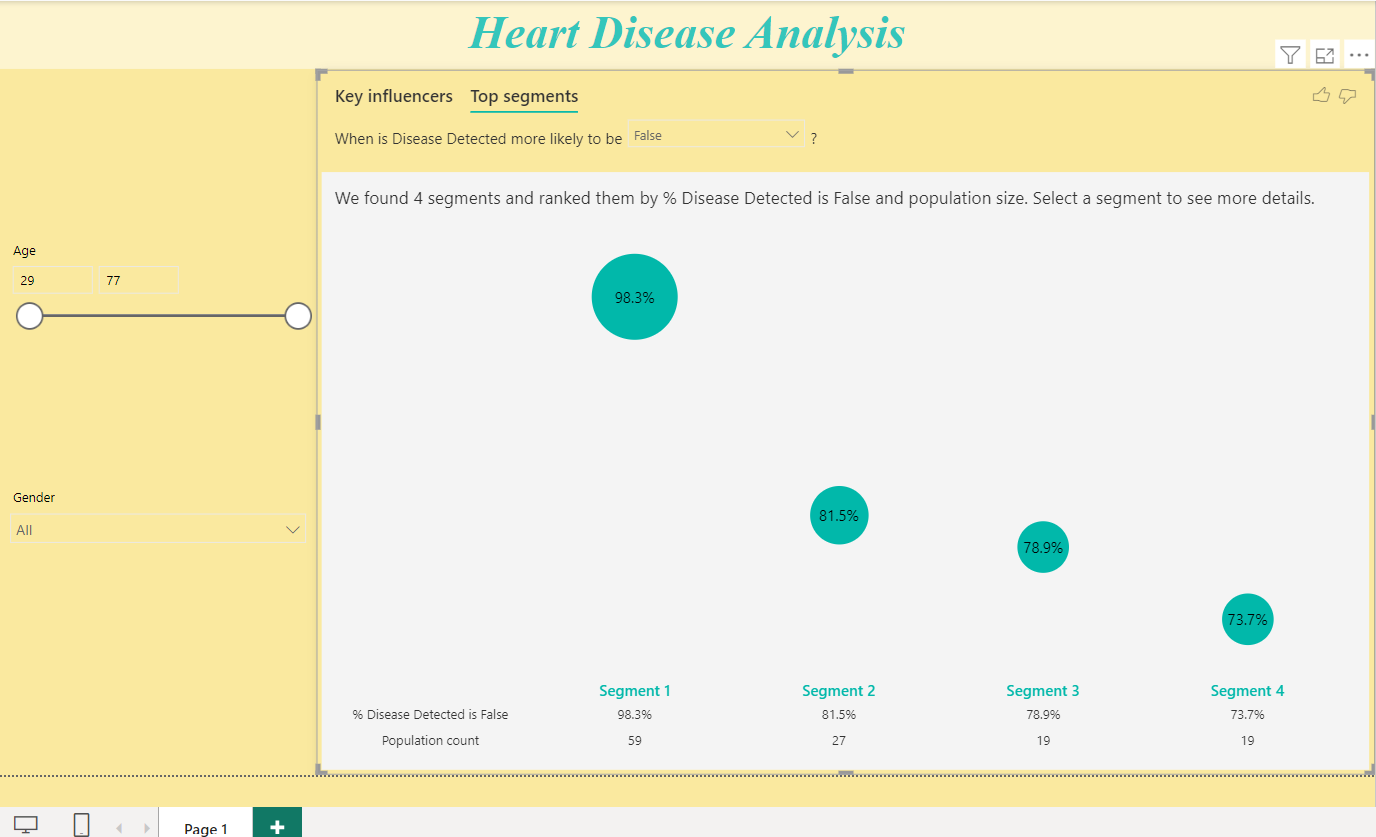 Heart Disease Analysis
Key influencers Top segments
When is Disease Detected more likely to be False ?
We found 4 segments and ranked them by % Disease Detected is False and population size. Select a segment to see more details.
Age
29 77
98.3%
Gender
All
81.5%
78.9%
73.7%
Segment 1 Segment 2 Segment 3 Segment 4
% Disease Detected is False 98.3% 81.5% 78.9% 73.7%
Population count 59 27 19 19
Page 1